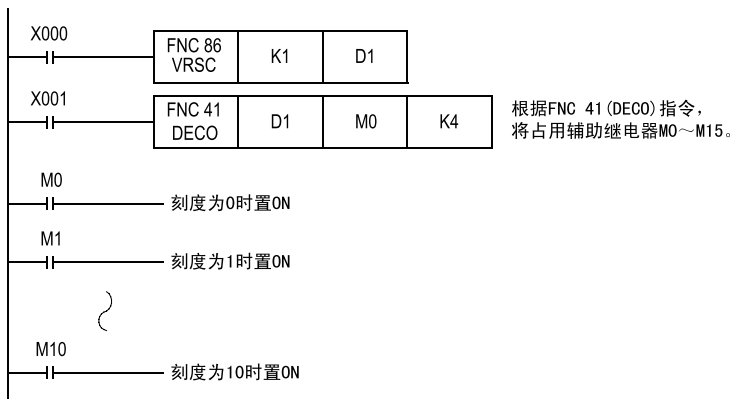 X000
FNC 86
VRSC
K1
D1
X001
FNC 41
DECO
D1
M0
K4
根据FNC 41(DECO)指令，
将占用辅助继电器M0～M15。
M0
刻度为0时置ON
M1
刻度为1时置ON
M10
刻度为10时置ON